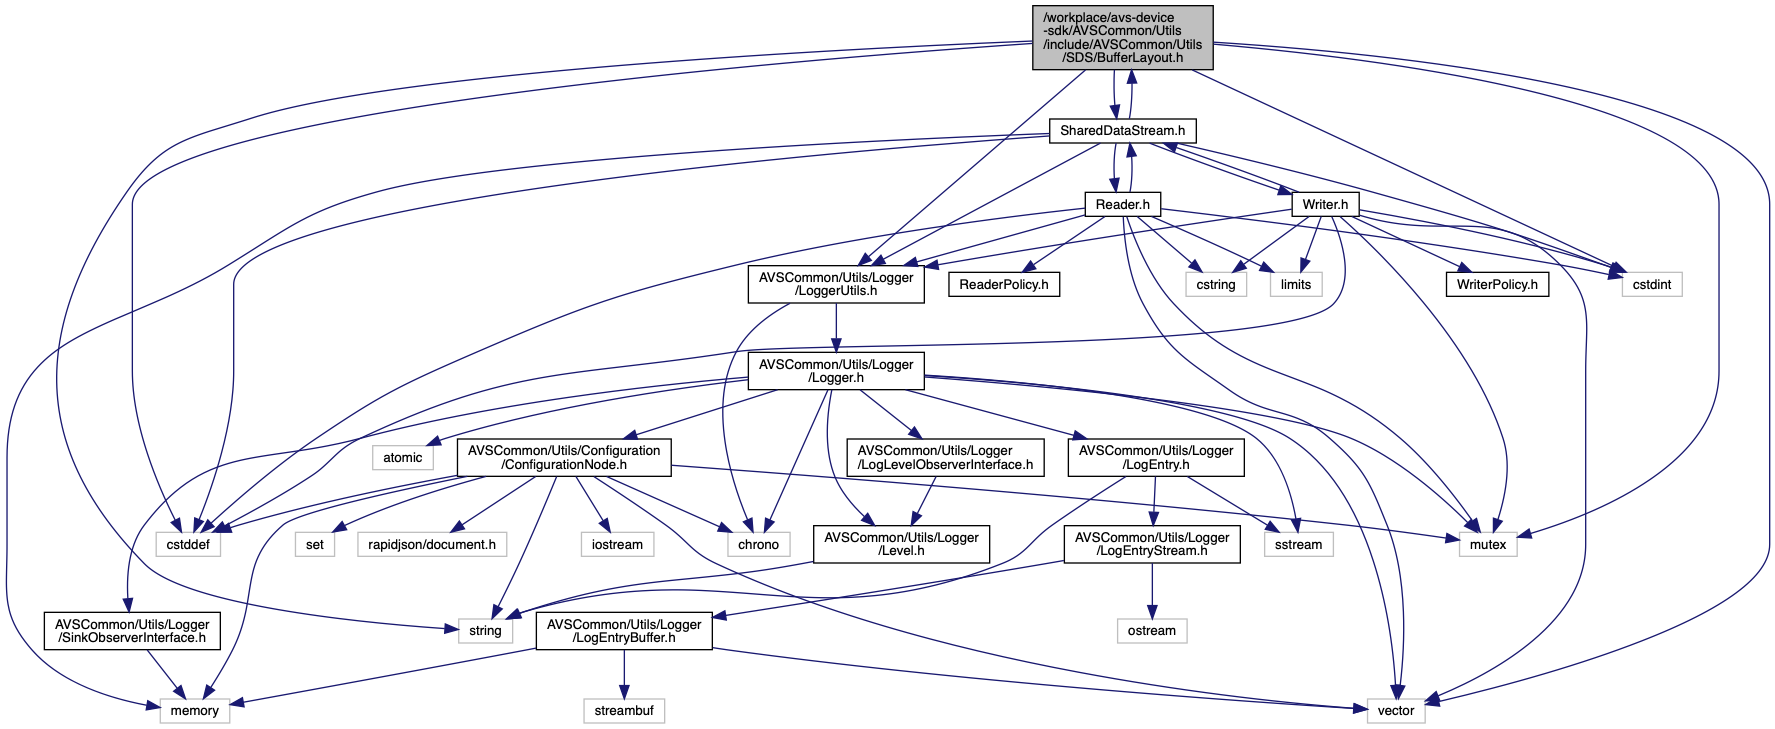 /workplace/avs-device
-sdk/AVSCommon/Utils
/include/AVSCommon/Utils
/SDS/BufferLayout.h
SharedDataStream.h
Reader.h
Writer.h
AVSCommon/Utils/Logger
/LoggerUtils.h
ReaderPolicy.h
cstring
limits
WriterPolicy.h
cstdint
AVSCommon/Utils/Logger
/Logger.h
atomic
AVSCommon/Utils/Configuration
/ConfigurationNode.h
AVSCommon/Utils/Logger
/LogLevelObserverInterface.h
AVSCommon/Utils/Logger
/LogEntry.h
cstddef
set
rapidjson/document.h
iostream
chrono
AVSCommon/Utils/Logger
/Level.h
AVSCommon/Utils/Logger
/LogEntryStream.h
sstream
mutex
AVSCommon/Utils/Logger
/SinkObserverInterface.h
string
AVSCommon/Utils/Logger
/LogEntryBuffer.h
ostream
memory
streambuf
vector